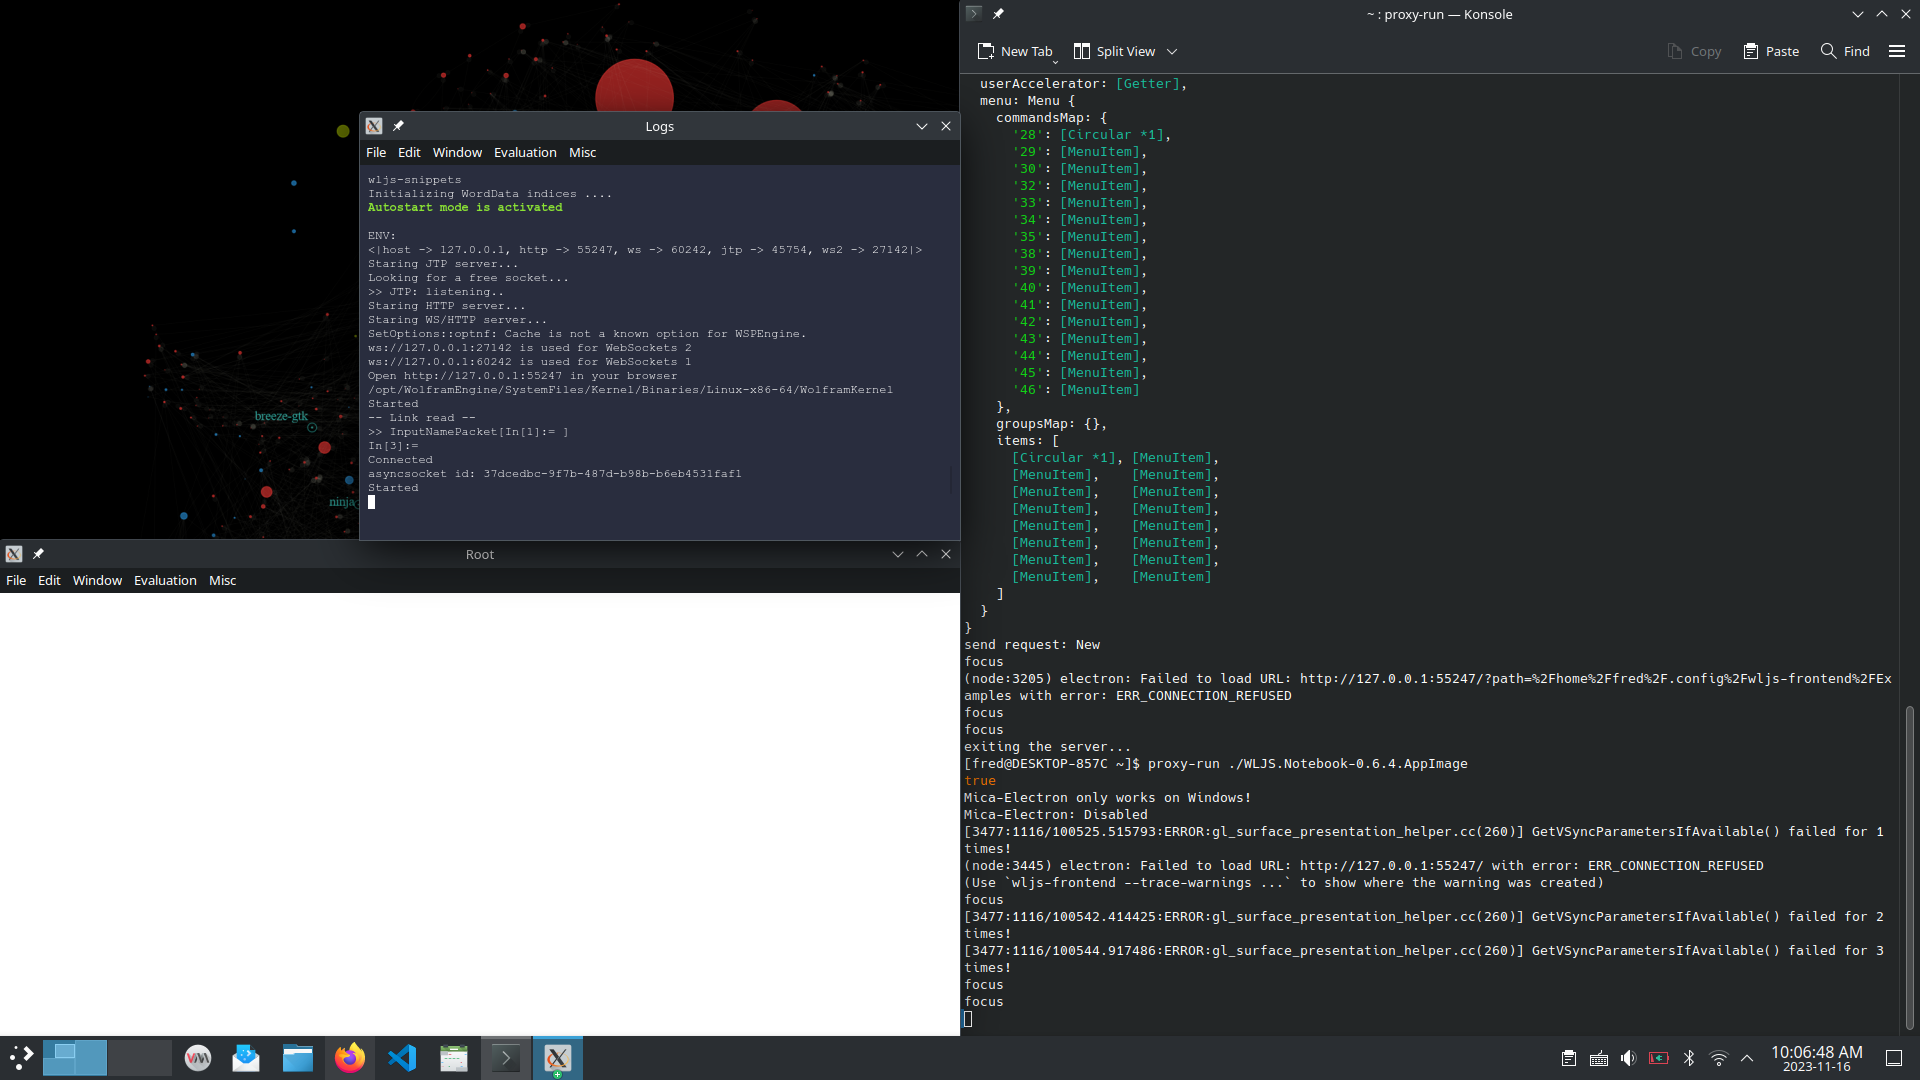 breeze-gtk
ninja
Logs
File Edit Window Evaluation Misc
wljs-snippets
Initializing WordData indices ....
Autostart mode is activated
ENV:
<|host -> 127.0.0.1, http -> 55247, ws -> 60242, jtp -> 45754, ws2 -> 27142|>
Staring JTP server...
Looking for a free socket...
>> JTP: listening..
Staring HTTP server...
Staring WS/HTTP server...
SetOptions::optnf: Cache is not a known option for WSPEngine.
ws://127.0.0.1:27142 is used for WebSockets 2
ws://127.0.0.1:60242 is used for WebSockets 1
Open http://127.0.0.1:55247 in your browser
/opt/WolframEngine/SystemFiles/Kernel/Binaries/Linux-x86-64/WolframKernel
Started
-- Link read --
>> InputNamePacket[In[1]:= ]
In[3]:=
Connected
asyncsocket id: 37dcedbc-9f7b-487d-b98b-b6eb4531faf1
Started
Root
File Edit Window Evaluation Misc
~ : proxy-run — Konsole
New Tab Split View Copy Paste Find
userAccelerator: [Getter],
menu: Menu {
commandsMap: {
'28': [Circular *1],
'29': [MenuItem],
'30': [MenuItem],
'32': [MenuItem],
'33': [MenuItem],
'34': [MenuItem],
'35': [MenuItem],
'38': [MenuItem],
'39': [MenuItem],
'40': [MenuItem],
'41': [MenuItem],
'42': [MenuItem],
'43': [MenuItem],
'44': [MenuItem],
'45': [MenuItem],
'46': [MenuItem]
},
groupsMap: {},
items: [
[Circular *1], [MenuItem],
[MenuItem], [MenuItem],
[MenuItem], [MenuItem],
[MenuItem], [MenuItem],
[MenuItem], [MenuItem],
[MenuItem], [MenuItem],
[MenuItem], [MenuItem],
[MenuItem], [MenuItem]
]
}
}
send request: New
focus
(node:3205) electron: Failed to load URL: http://127.0.0.1:55247/?path=%2Fhome%2Ffred%2F.config%2Fwljs-frontend%2FEx
amples with error: ERR_CONNECTION_REFUSED
focus
focus
exiting the server...
[fred@DESKTOP-857C ~]$ proxy-run ./WLJS.Notebook-0.6.4.AppImage
true
Mica-Electron only works on Windows!
Mica-Electron: Disabled
[3477:1116/100525.515793:ERROR:gl_surface_presentation_helper.cc(260)] GetVSyncParametersIfAvailable() failed for 1
times!
(node:3445) electron: Failed to load URL: http://127.0.0.1:55247/ with error: ERR_CONNECTION_REFUSED
(Use `wljs-frontend --trace-warnings ...` to show where the warning was created)
focus
[3477:1116/100542.414425:ERROR:gl_surface_presentation_helper.cc(260)] GetVSyncParametersIfAvailable() failed for 2
times!
[3477:1116/100544.917486:ERROR:gl_surface_presentation_helper.cc(260)] GetVSyncParametersIfAvailable() failed for 3
times!
focus
focus
10:06:48 AM
2023-11-16